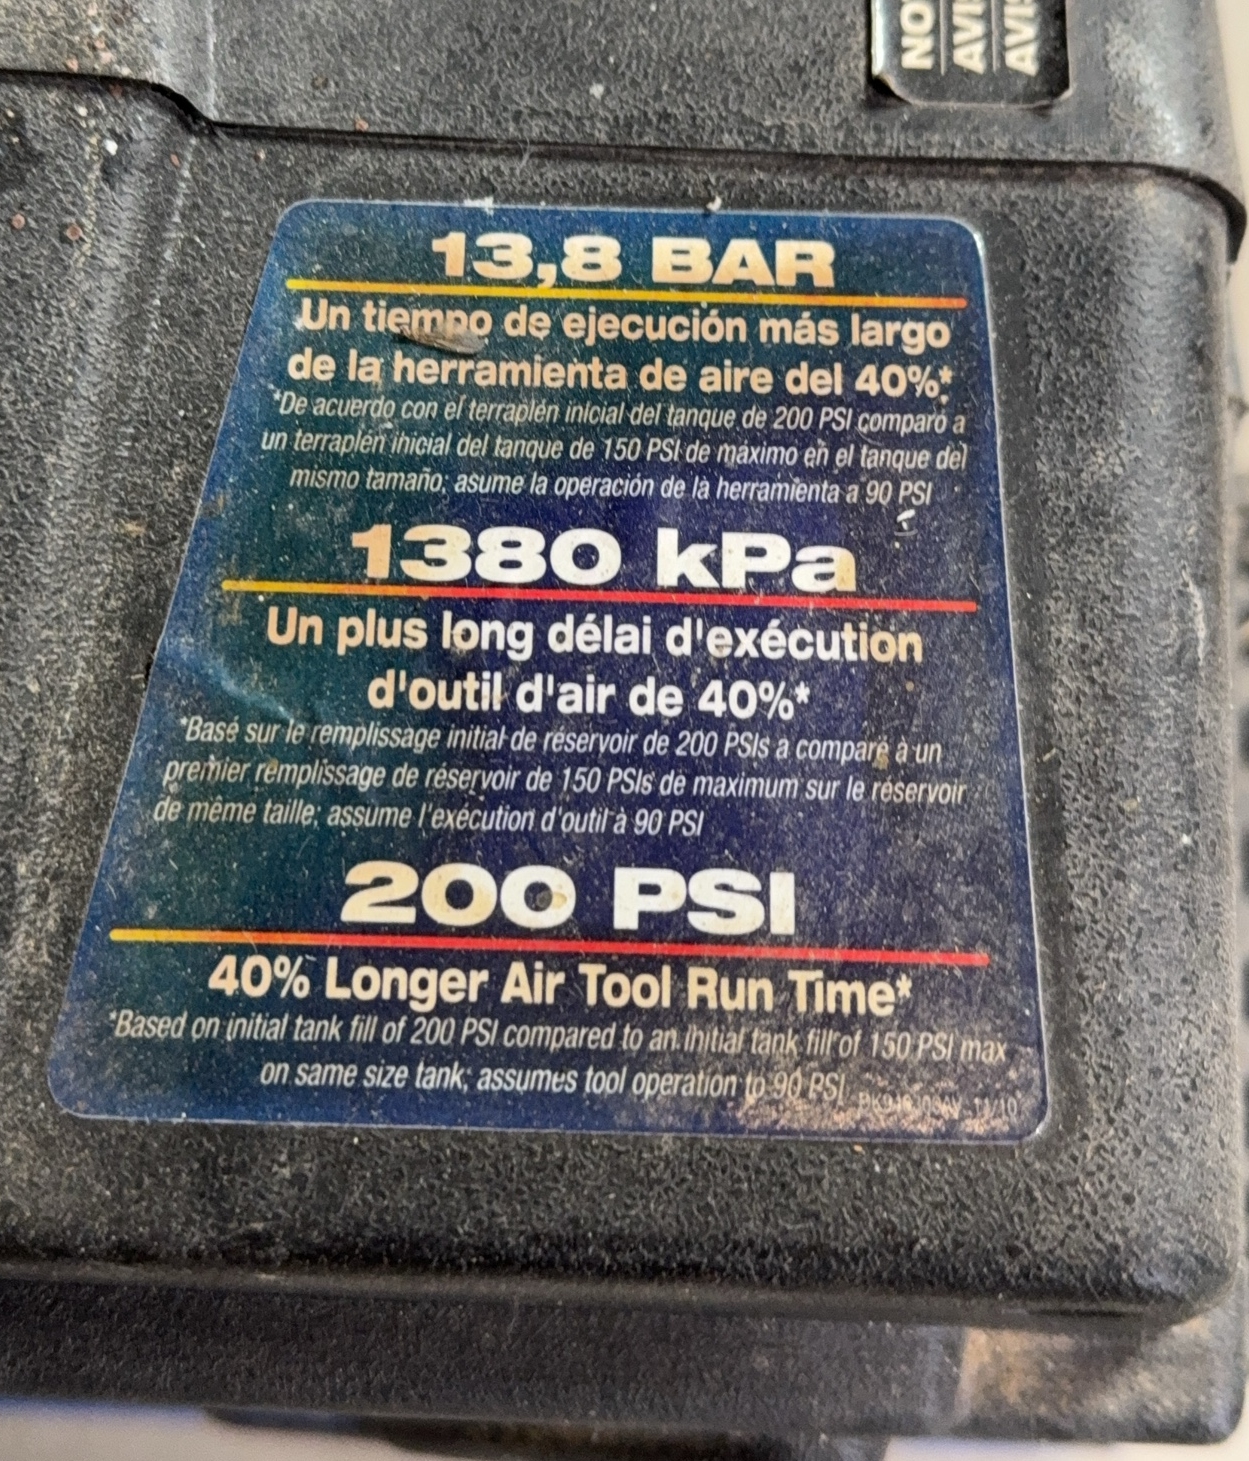 NO
AVI
AVI
13,8 BAR
Un tiempo de ejecución más largo
de la herramienta de aire del 40%*
*De acuerdo con el terraplén inicial del tanque de 200 PSI comparó a
un terraplén inicial del tanque de 150 PSI de máximo en el tanque del
mismo tamaño; asume la operación de la herramienta a 90 PSI
1380 kPa
Un plus long délai d'exécution
d'outil d'air de 40%*
*Basé sur le remplissage initial de réservoir de 200 PSIs a comparé à un
premier remplissage de réservoir de 150 PSIs de maximum sur le réservoir
de même taille; assume l'exécution d'outil à 90 PSI
200 PSI
40% Longer Air Tool Run Time*
*Based on initial tank fill of 200 PSI compared to an initial tank fill of 150 PSI max
on same size tank; assumes tool operation to 90 PSI
11/10